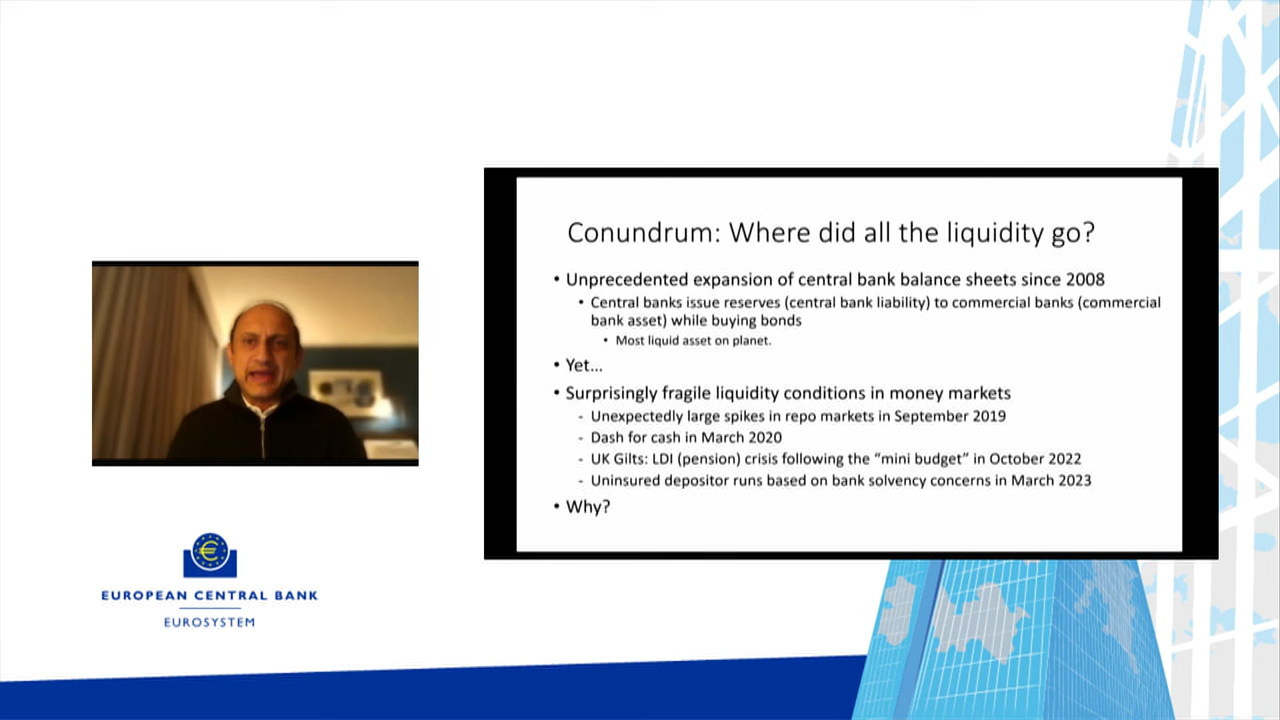 Conundrum: Where did all the liquidity go?
• Unprecedented expansion of central bank balance sheets since 2008
• Central banks issue reserves (central bank liability) to commercial banks (commercial
bank asset) while buying bonds
• Most liquid asset on planet.
• Yet...
• Surprisingly fragile liquidity conditions in money markets
- Unexpectedly large spikes in repo markets in September 2019
- Dash for cash in March 2020
- UK Gilts: LDI (pension) crisis following the “mini budget” in October 2022
- Uninsured depositor runs based on bank solvency concerns in March 2023
• Why?
€
EUROPEAN CENTRAL BANK
EUROSYSTEM